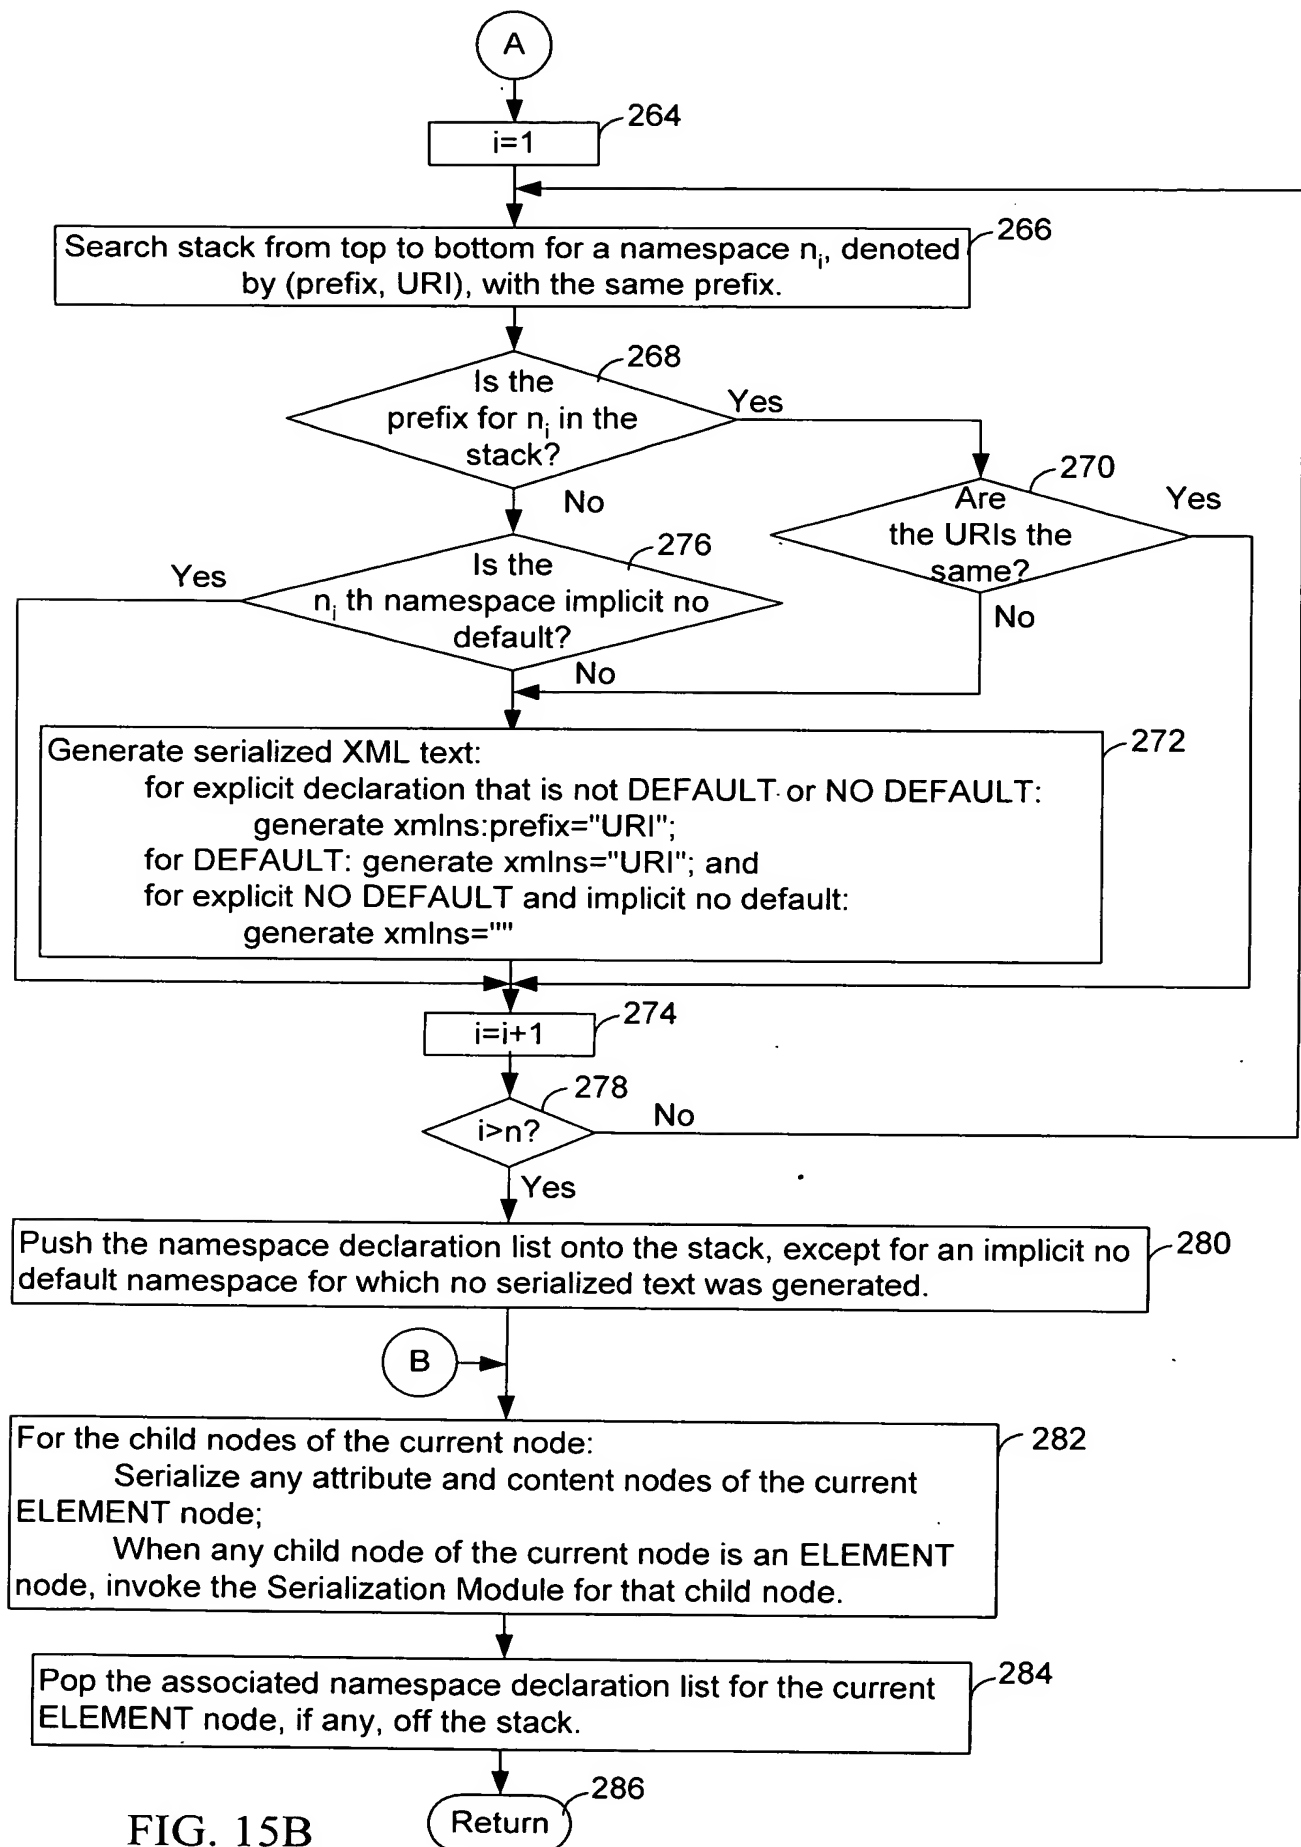 A
264
i=1
266
Search stack from top to bottom for a namespace nᵢ, denoted
by (prefix, URI), with the same prefix.
268
Is the
prefix for nᵢ in the
stack?
Yes
No
270
Are
the URIs the
same?
Yes
No
276
Is the
nᵢ th namespace implicit no
default?
Yes
No
272
Generate serialized XML text:
for explicit declaration that is not DEFAULT or NO DEFAULT:
generate xmlns:prefix="URI";
for DEFAULT: generate xmlns="URI"; and
for explicit NO DEFAULT and implicit no default:
generate xmlns=""
274
i=i+1
278
i>n?
No
Yes
280
Push the namespace declaration list onto the stack, except for an implicit no
default namespace for which no serialized text was generated.
B
282
For the child nodes of the current node:
Serialize any attribute and content nodes of the current
ELEMENT node;
When any child node of the current node is an ELEMENT
node, invoke the Serialization Module for that child node.
284
Pop the associated namespace declaration list for the current
ELEMENT node, if any, off the stack.
286
Return
FIG. 15B